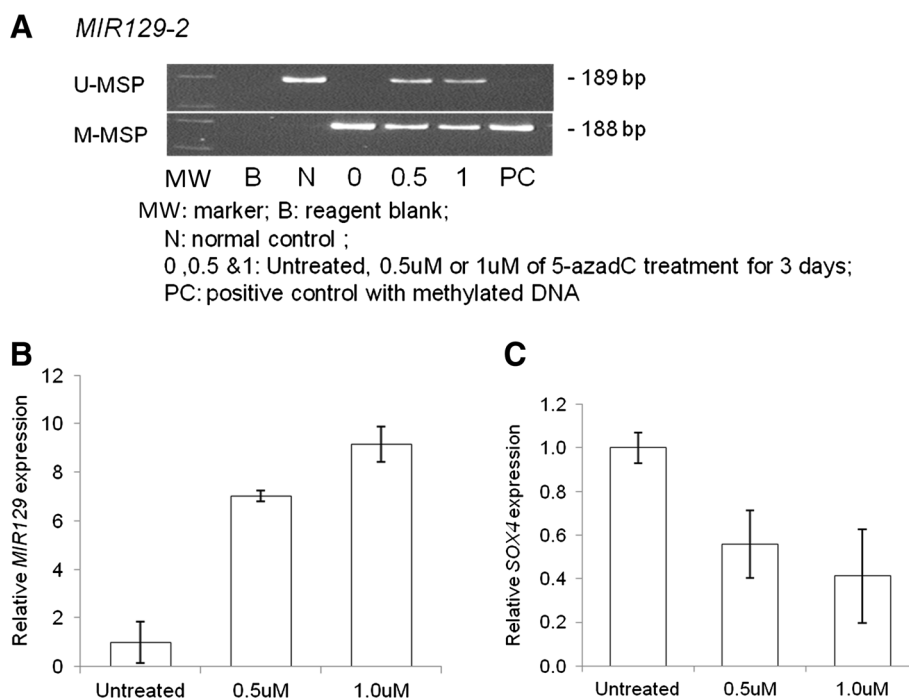 A MIR129-2
U-MSP - 189 bp
M-MSP - 188 bp
MW B N 0 0.5 1 PC
MW: marker; B: reagent blank;
N: normal control ;
0 ,0.5 &1: Untreated, 0.5uM or 1uM of 5-azadC treatment for 3 days;
PC: positive control with methylated DNA
B
Relative MIR129 expression
12
10
8
6
4
2
0
Untreated 0.5uM 1.0uM
C
Relative SOX4 expression
1.2
1.0
0.8
0.6
0.4
0.2
0.0
Untreated 0.5uM 1.0uM